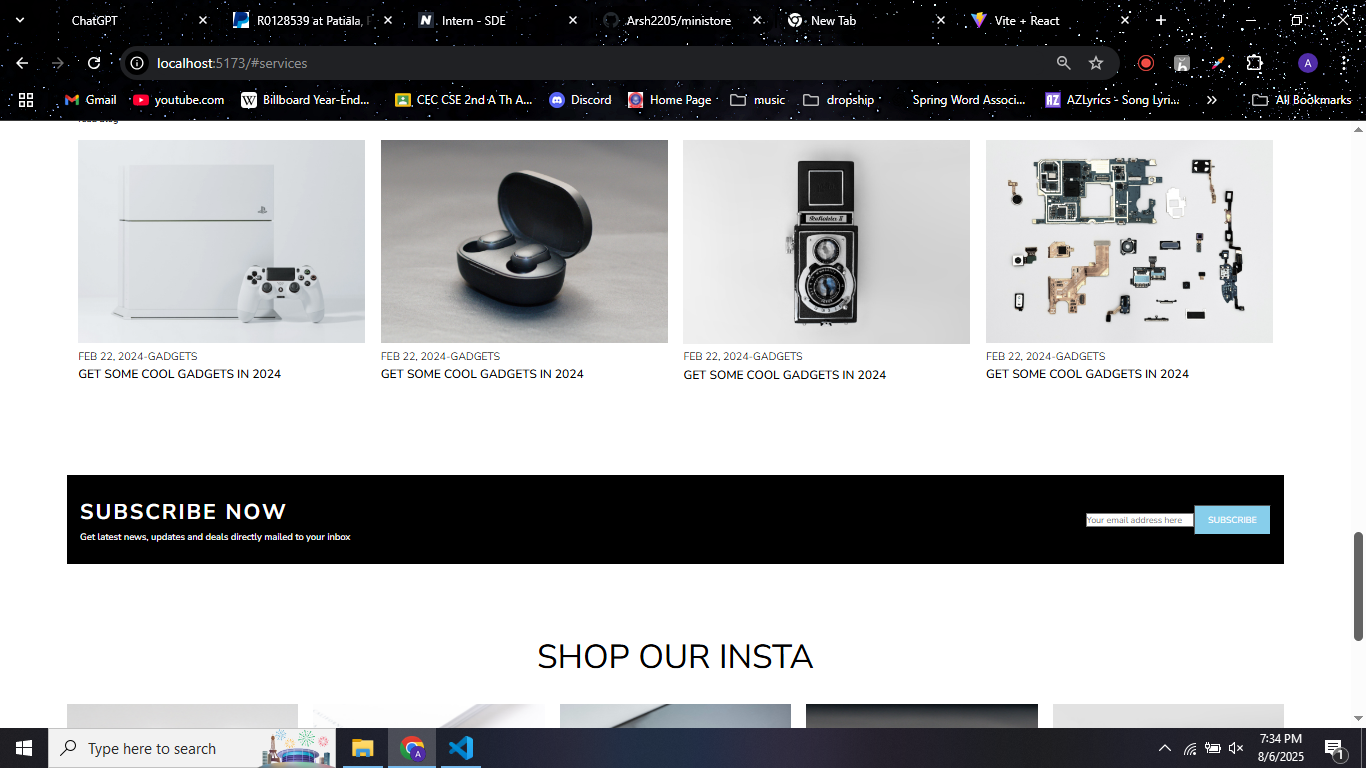 ChatGPT
R0128539 at Patiala,
Intern - SDE
Arsh2205/ministore
New Tab
Vite + React
localhost:5173/#services
A
Gmail
youtube.com
Billboard Year-End...
CEC CSE 2nd A Th A...
Discord
Home Page
music
dropship
Spring Word Associ...
AZLyrics - Song Lyri...
All Bookmarks
FEB 22, 2024-GADGETS
GET SOME COOL GADGETS IN 2024
FEB 22, 2024-GADGETS
GET SOME COOL GADGETS IN 2024
FEB 22, 2024-GADGETS
GET SOME COOL GADGETS IN 2024
FEB 22, 2024-GADGETS
GET SOME COOL GADGETS IN 2024
SUBSCRIBE NOW
Get latest news, updates and deals directly mailed to your inbox
Your email address here
SUBSCRIBE
SHOP OUR INSTA
Type here to search
7:34 PM
8/6/2025
1